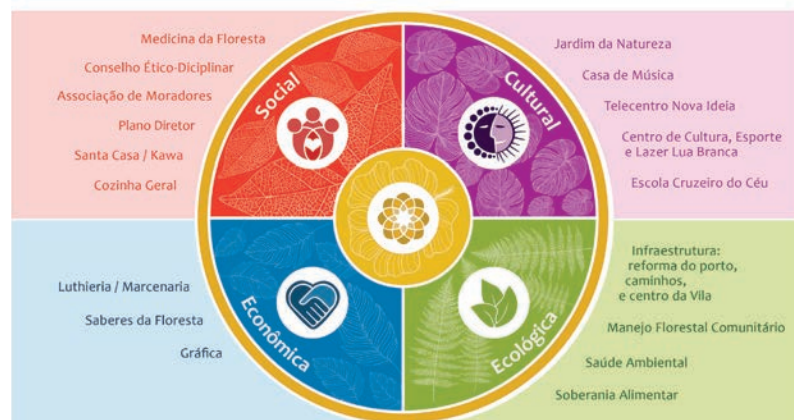 Social
Medicina da Floresta
Conselho Ético-Diciplinar
Associação de Moradores
Plano Diretor
Santa Casa / Kawa
Cozinha Geral
Cultural
Jardim da Natureza
Casa de Música
Telecentro Nova Ideia
Centro de Cultura, Esporte
e Lazer Lua Branca
Escola Cruzeiro do Céu
Econômica
Luthieria / Marcenaria
Saberes da Floresta
Gráfica
Ecológica
Infraestrutura:
reforma do porto,
caminhos,
e centro da Vila
Manejo Florestal Comunitário
Saúde Ambiental
Soberania Alimentar